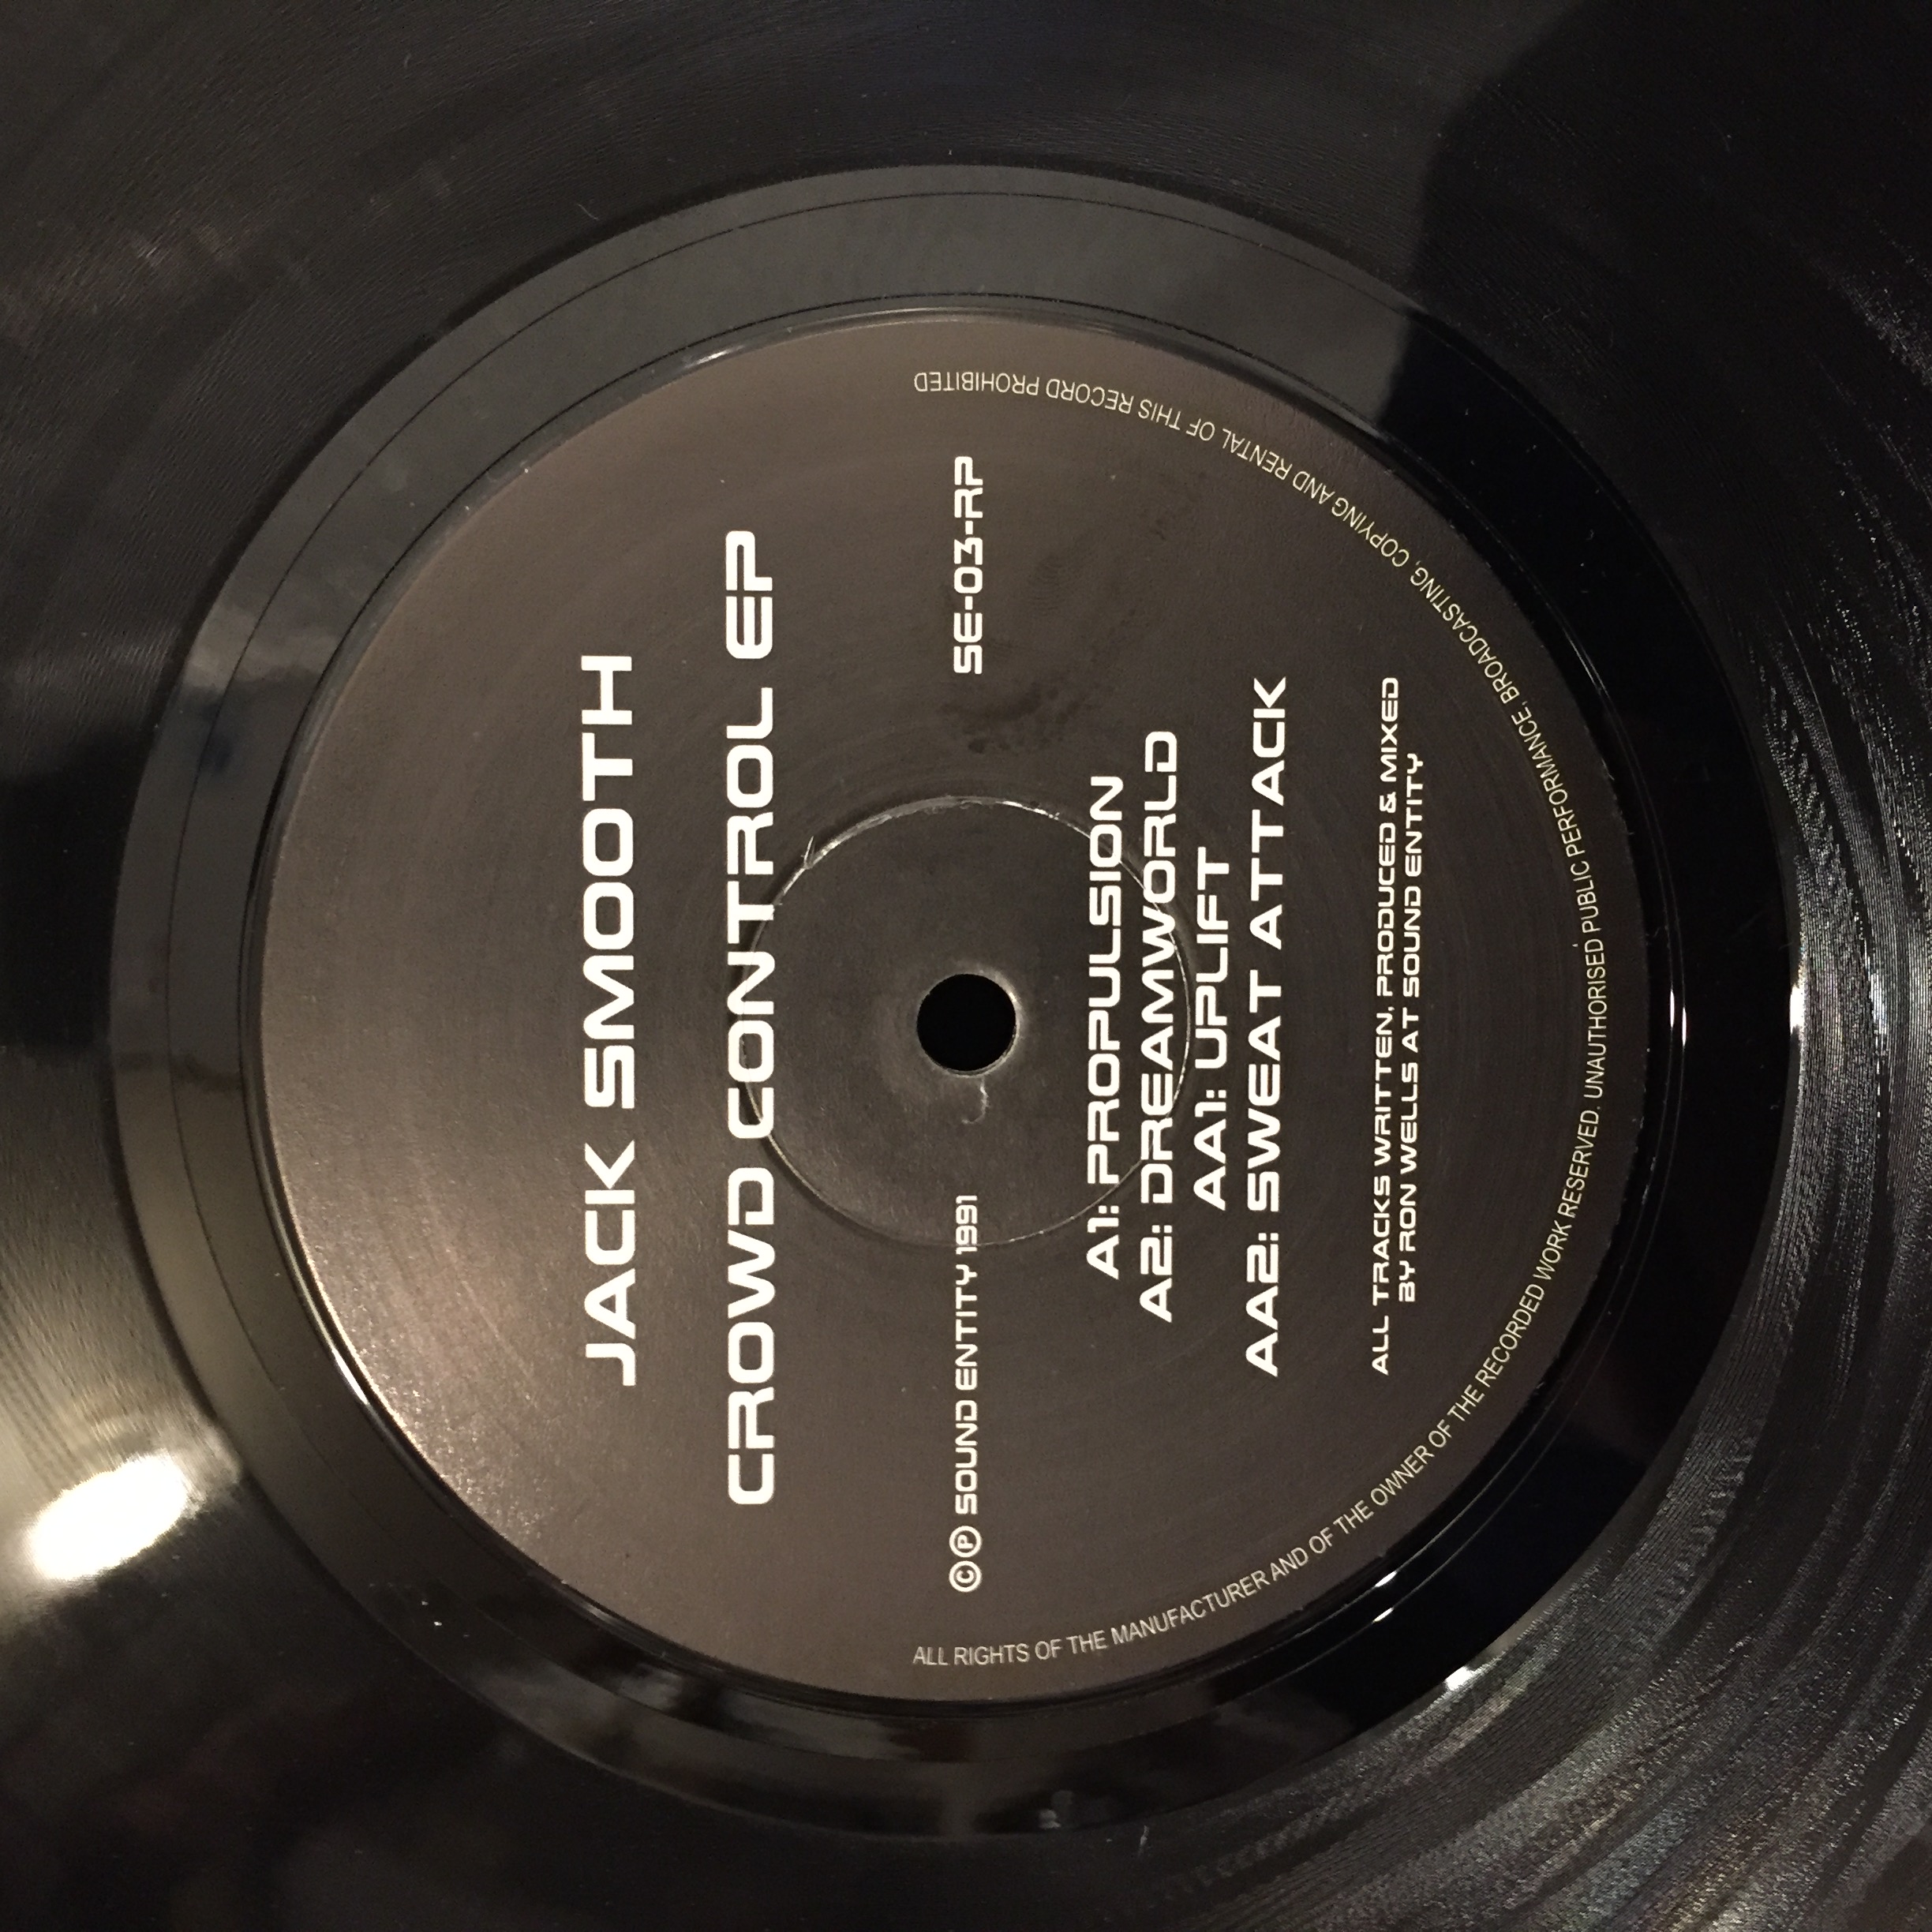 JACK SMOOTH
CROWD CONTROL EP
©℗ SOUND ENTITY 1991
SE-03-RP
A1: PROPULSION
A2: DREAMWORLD
AA1: UPLIFT
AA2: SWEAT ATTACK
ALL TRACKS WRITTEN, PRODUCED & MIXED
BY RON WELLS AT SOUND ENTITY
ALL RIGHTS OF THE MANUFACTURER AND OF THE OWNER OF THE RECORDED WORK RESERVED. UNAUTHORISED PUBLIC PERFORMANCE, BROADCASTING, COPYING AND RENTAL OF THIS RECORD PROHIBITED